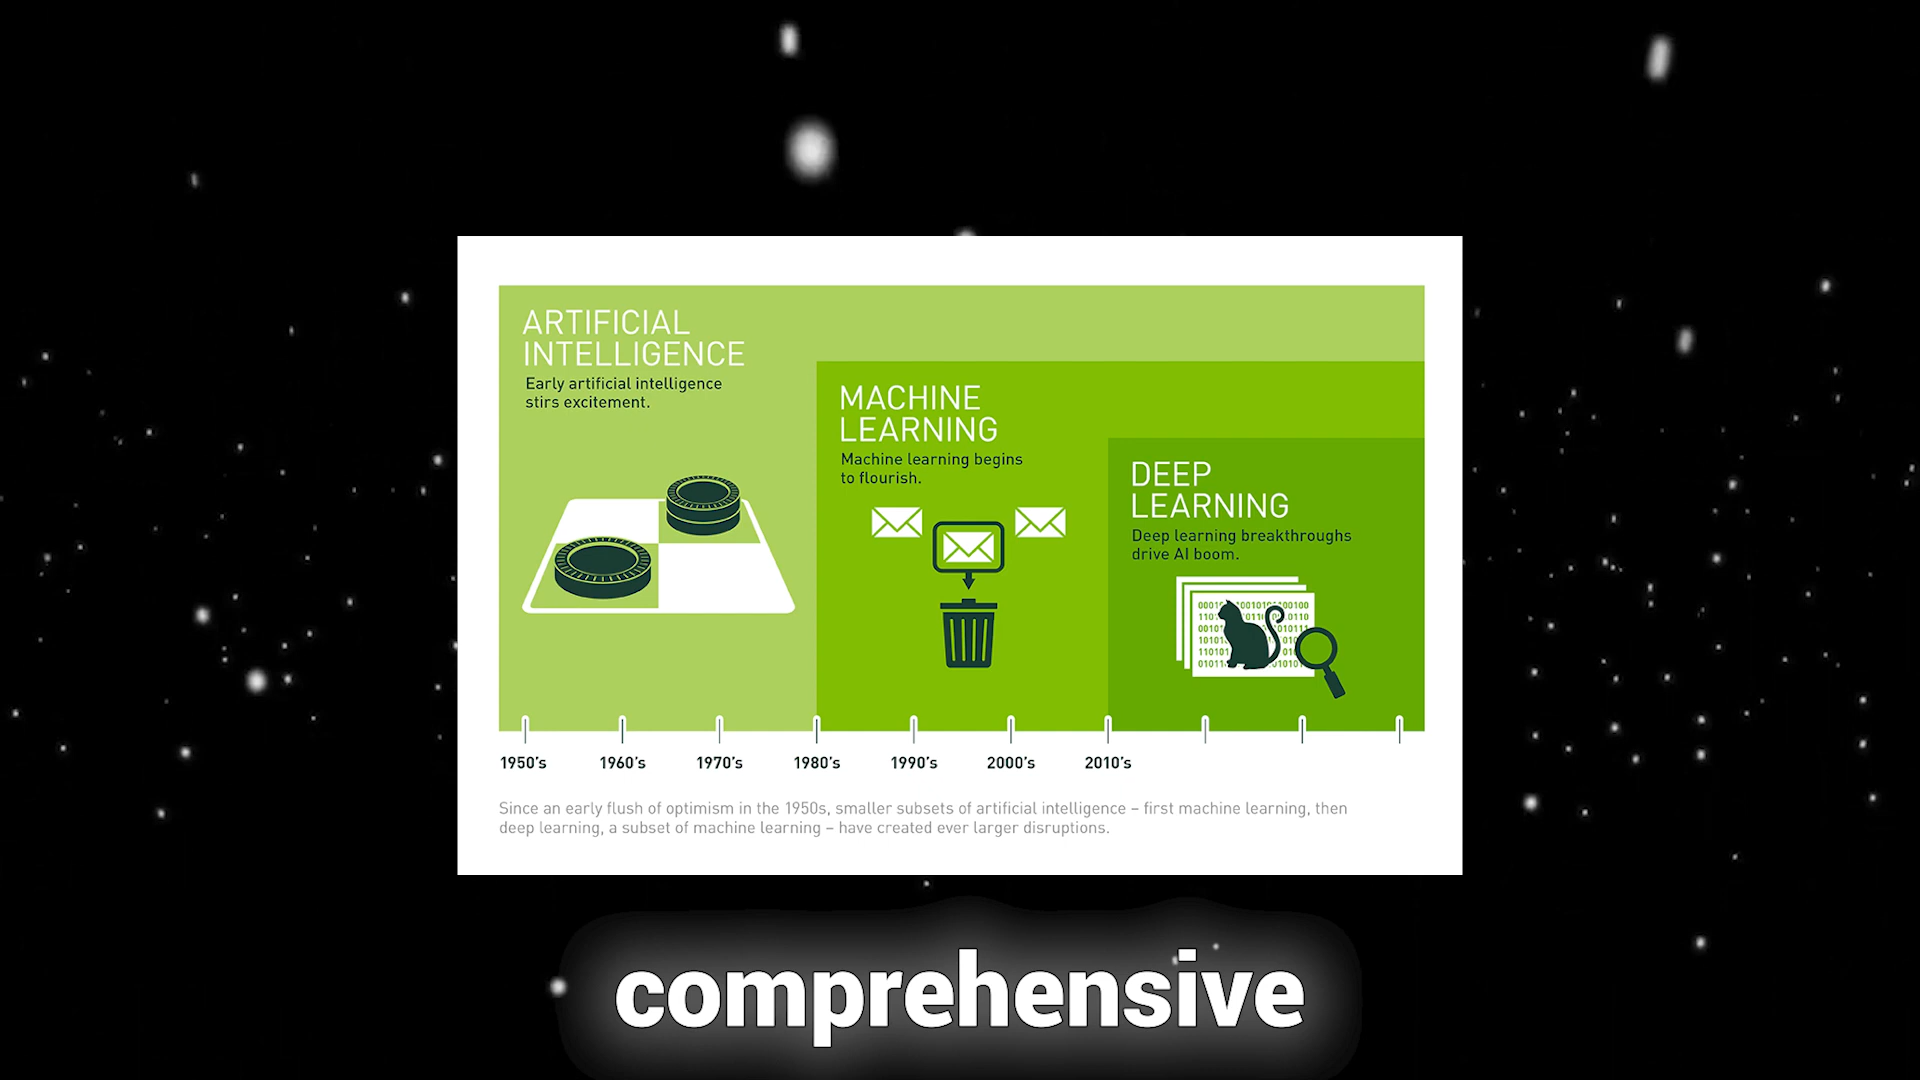 ARTIFICIAL
INTELLIGENCE
Early artificial intelligence
stirs excitement.
MACHINE
LEARNING
Machine learning begins
to flourish.
DEEP
LEARNING
Deep learning breakthroughs
drive AI boom.
1950's 1960's 1970's 1980's 1990's 2000's 2010's
Since an early flush of optimism in the 1950s, smaller subsets of artificial intelligence – first machine learning, then
deep learning, a subset of machine learning – have created ever larger disruptions.
comprehensive